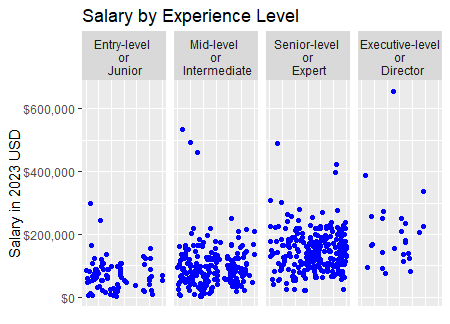 Salary by Experience Level
Entry-level
or
Junior
Mid-level
or
Intermediate
Senior-level
or
Expert
Executive-level
or
Director
Salary in 2023 USD
$600,000
$400,000
$200,000
$0